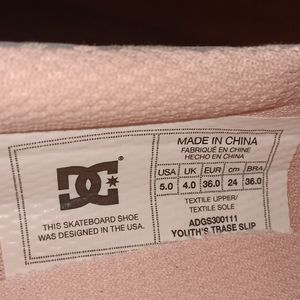 DC
THIS SKATEBOARD SHOE
WAS DESIGNED IN THE USA.
MADE IN CHINA
FABRIQUÉ EN CHINE
HECHO EN CHINA
USA UK EUR cm BRA
5.0 4.0 36.0 24 36.0
TEXTILE UPPER/
TEXTILE SOLE
ADGS300111
YOUTH'S TRASE SLIP